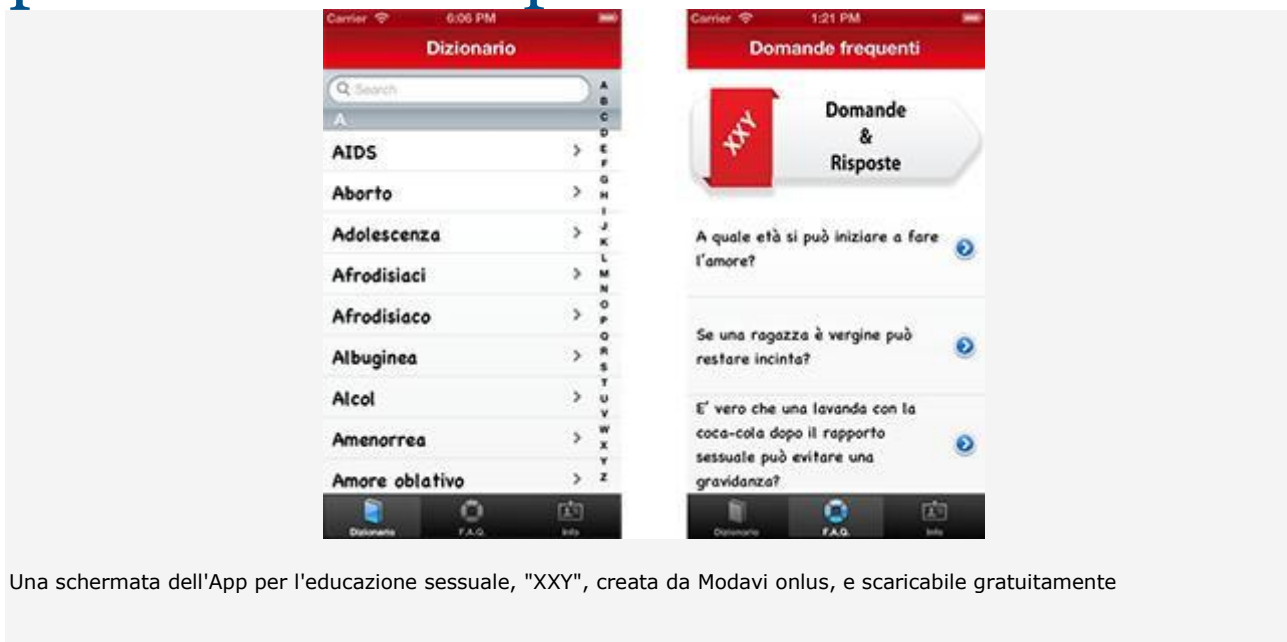 Carrier 6:06 PM
Dizionario
Search
A
AIDS
Aborto
Adolescenza
Afrodisiaci
Afrodisiaco
Albuginea
Alcol
Amenorrea
Amore oblativo
A
B
C
D
E
F
G
H
I
J
K
L
M
N
O
P
Q
R
S
T
U
V
W
X
Y
Z
Dizionario F.A.Q. Info
Carrier 1:21 PM
Domande frequenti
XXY
Domande
&
Risposte
A quale età si può iniziare a fare
l'amore?
Se una ragazza è vergine può
restare incinta?
E' vero che una lavanda con la
coca-cola dopo il rapporto
sessuale può evitare una
gravidanza?
Dizionario F.A.Q. Info
Una schermata dell'App per l'educazione sessuale, "XXY", creata da Modavi onlus, e scaricabile gratuitamente